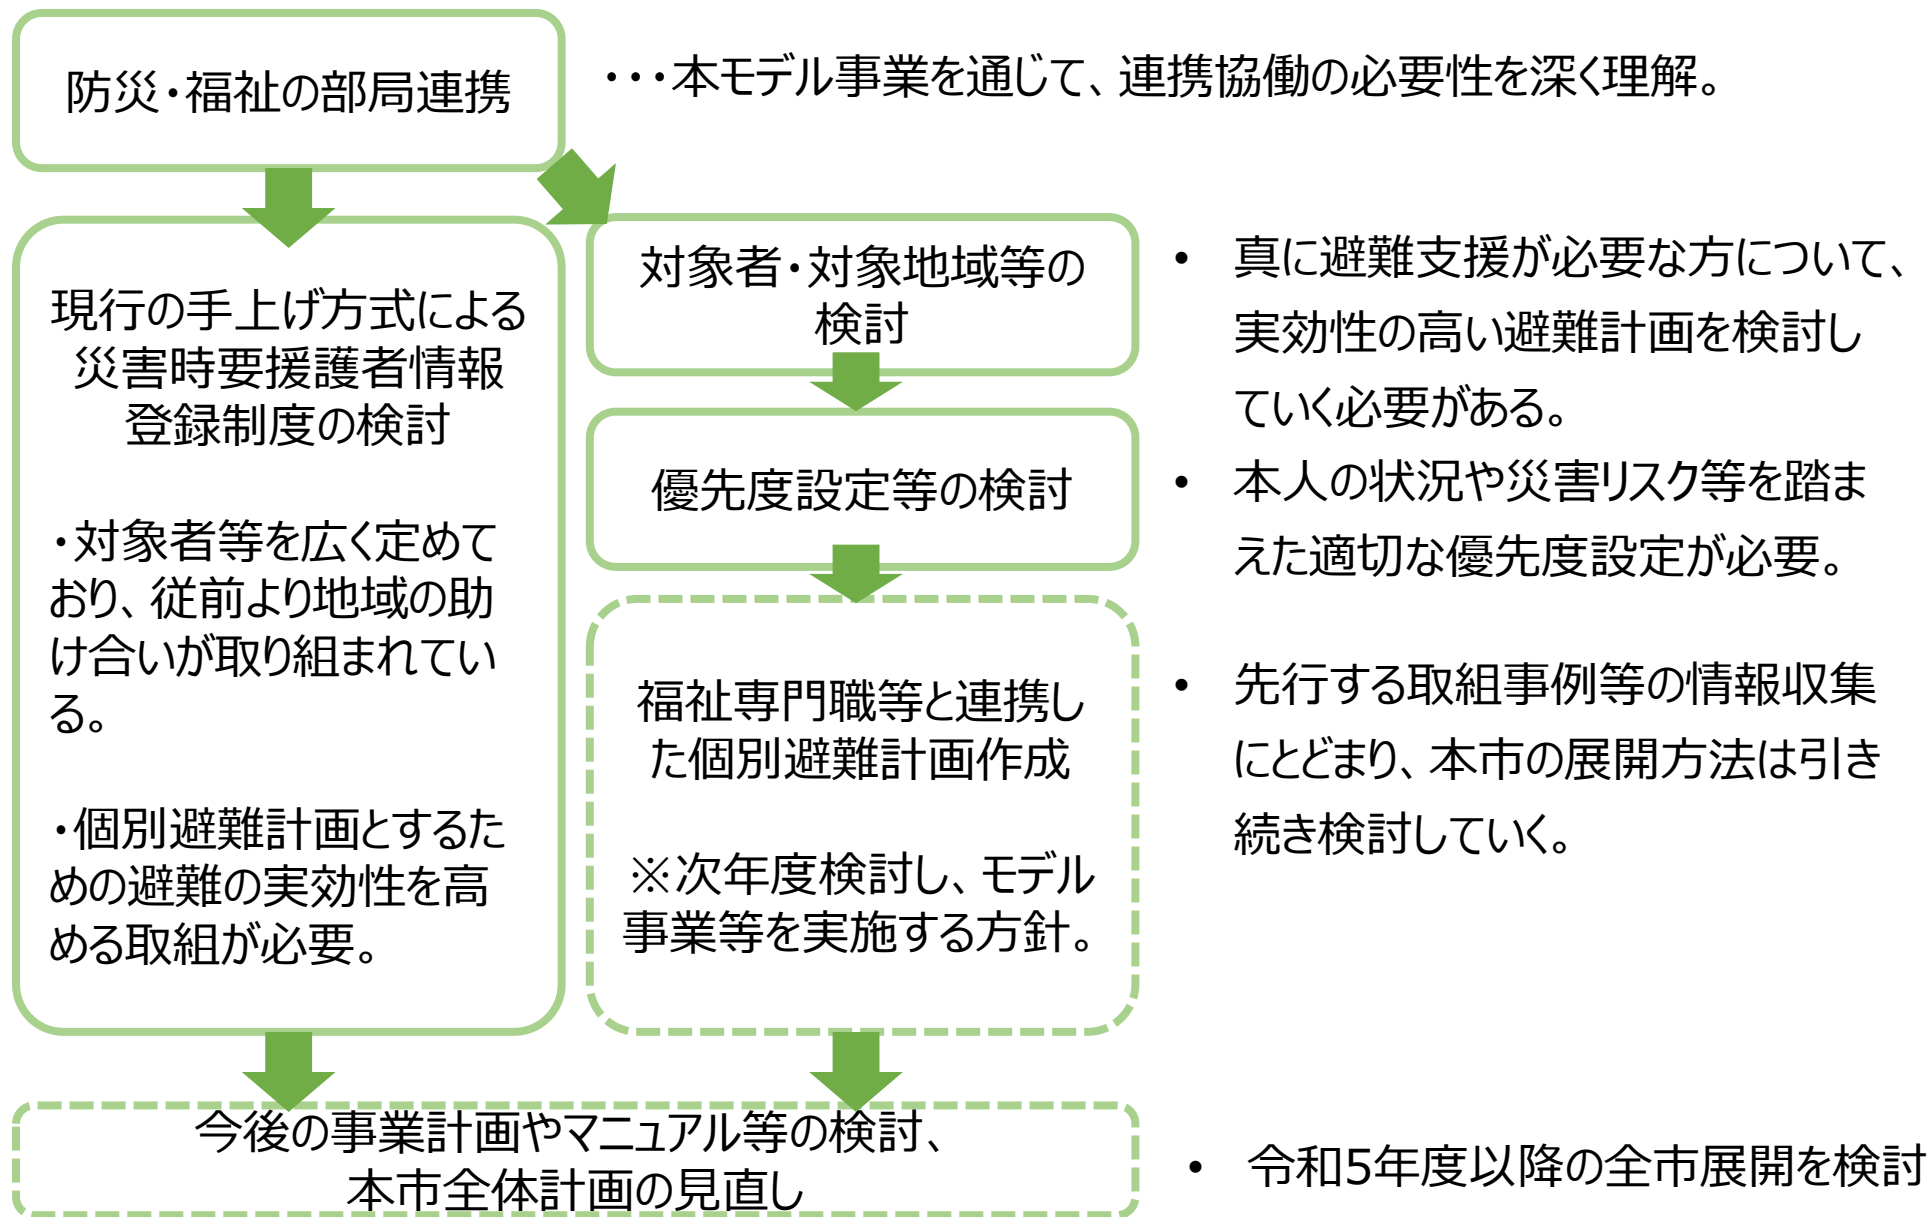 防災・福祉の部局連携
・・・本モデル事業を通じて、連携協働の必要性を深く理解。
現行の手上げ方式による
災害時要援護者情報
登録制度の検討
・対象者等を広く定めて
おり、従前より地域の助
け合いが取り組まれてい
る。
・個別避難計画とするた
めの避難の実効性を高
める取組が必要。
対象者・対象地域等の
検討
優先度設定等の検討
福祉専門職等と連携し
た個別避難計画作成
※次年度検討し、モデル
事業等を実施する方針。
• 真に避難支援が必要な方について、
実効性の高い避難計画を検討し
ていく必要がある。
• 本人の状況や災害リスク等を踏ま
えた適切な優先度設定が必要。
• 先行する取組事例等の情報収集
にとどまり、本市の展開方法は引き
続き検討していく。
今後の事業計画やマニュアル等の検討、
本市全体計画の見直し
• 令和5年度以降の全市展開を検討